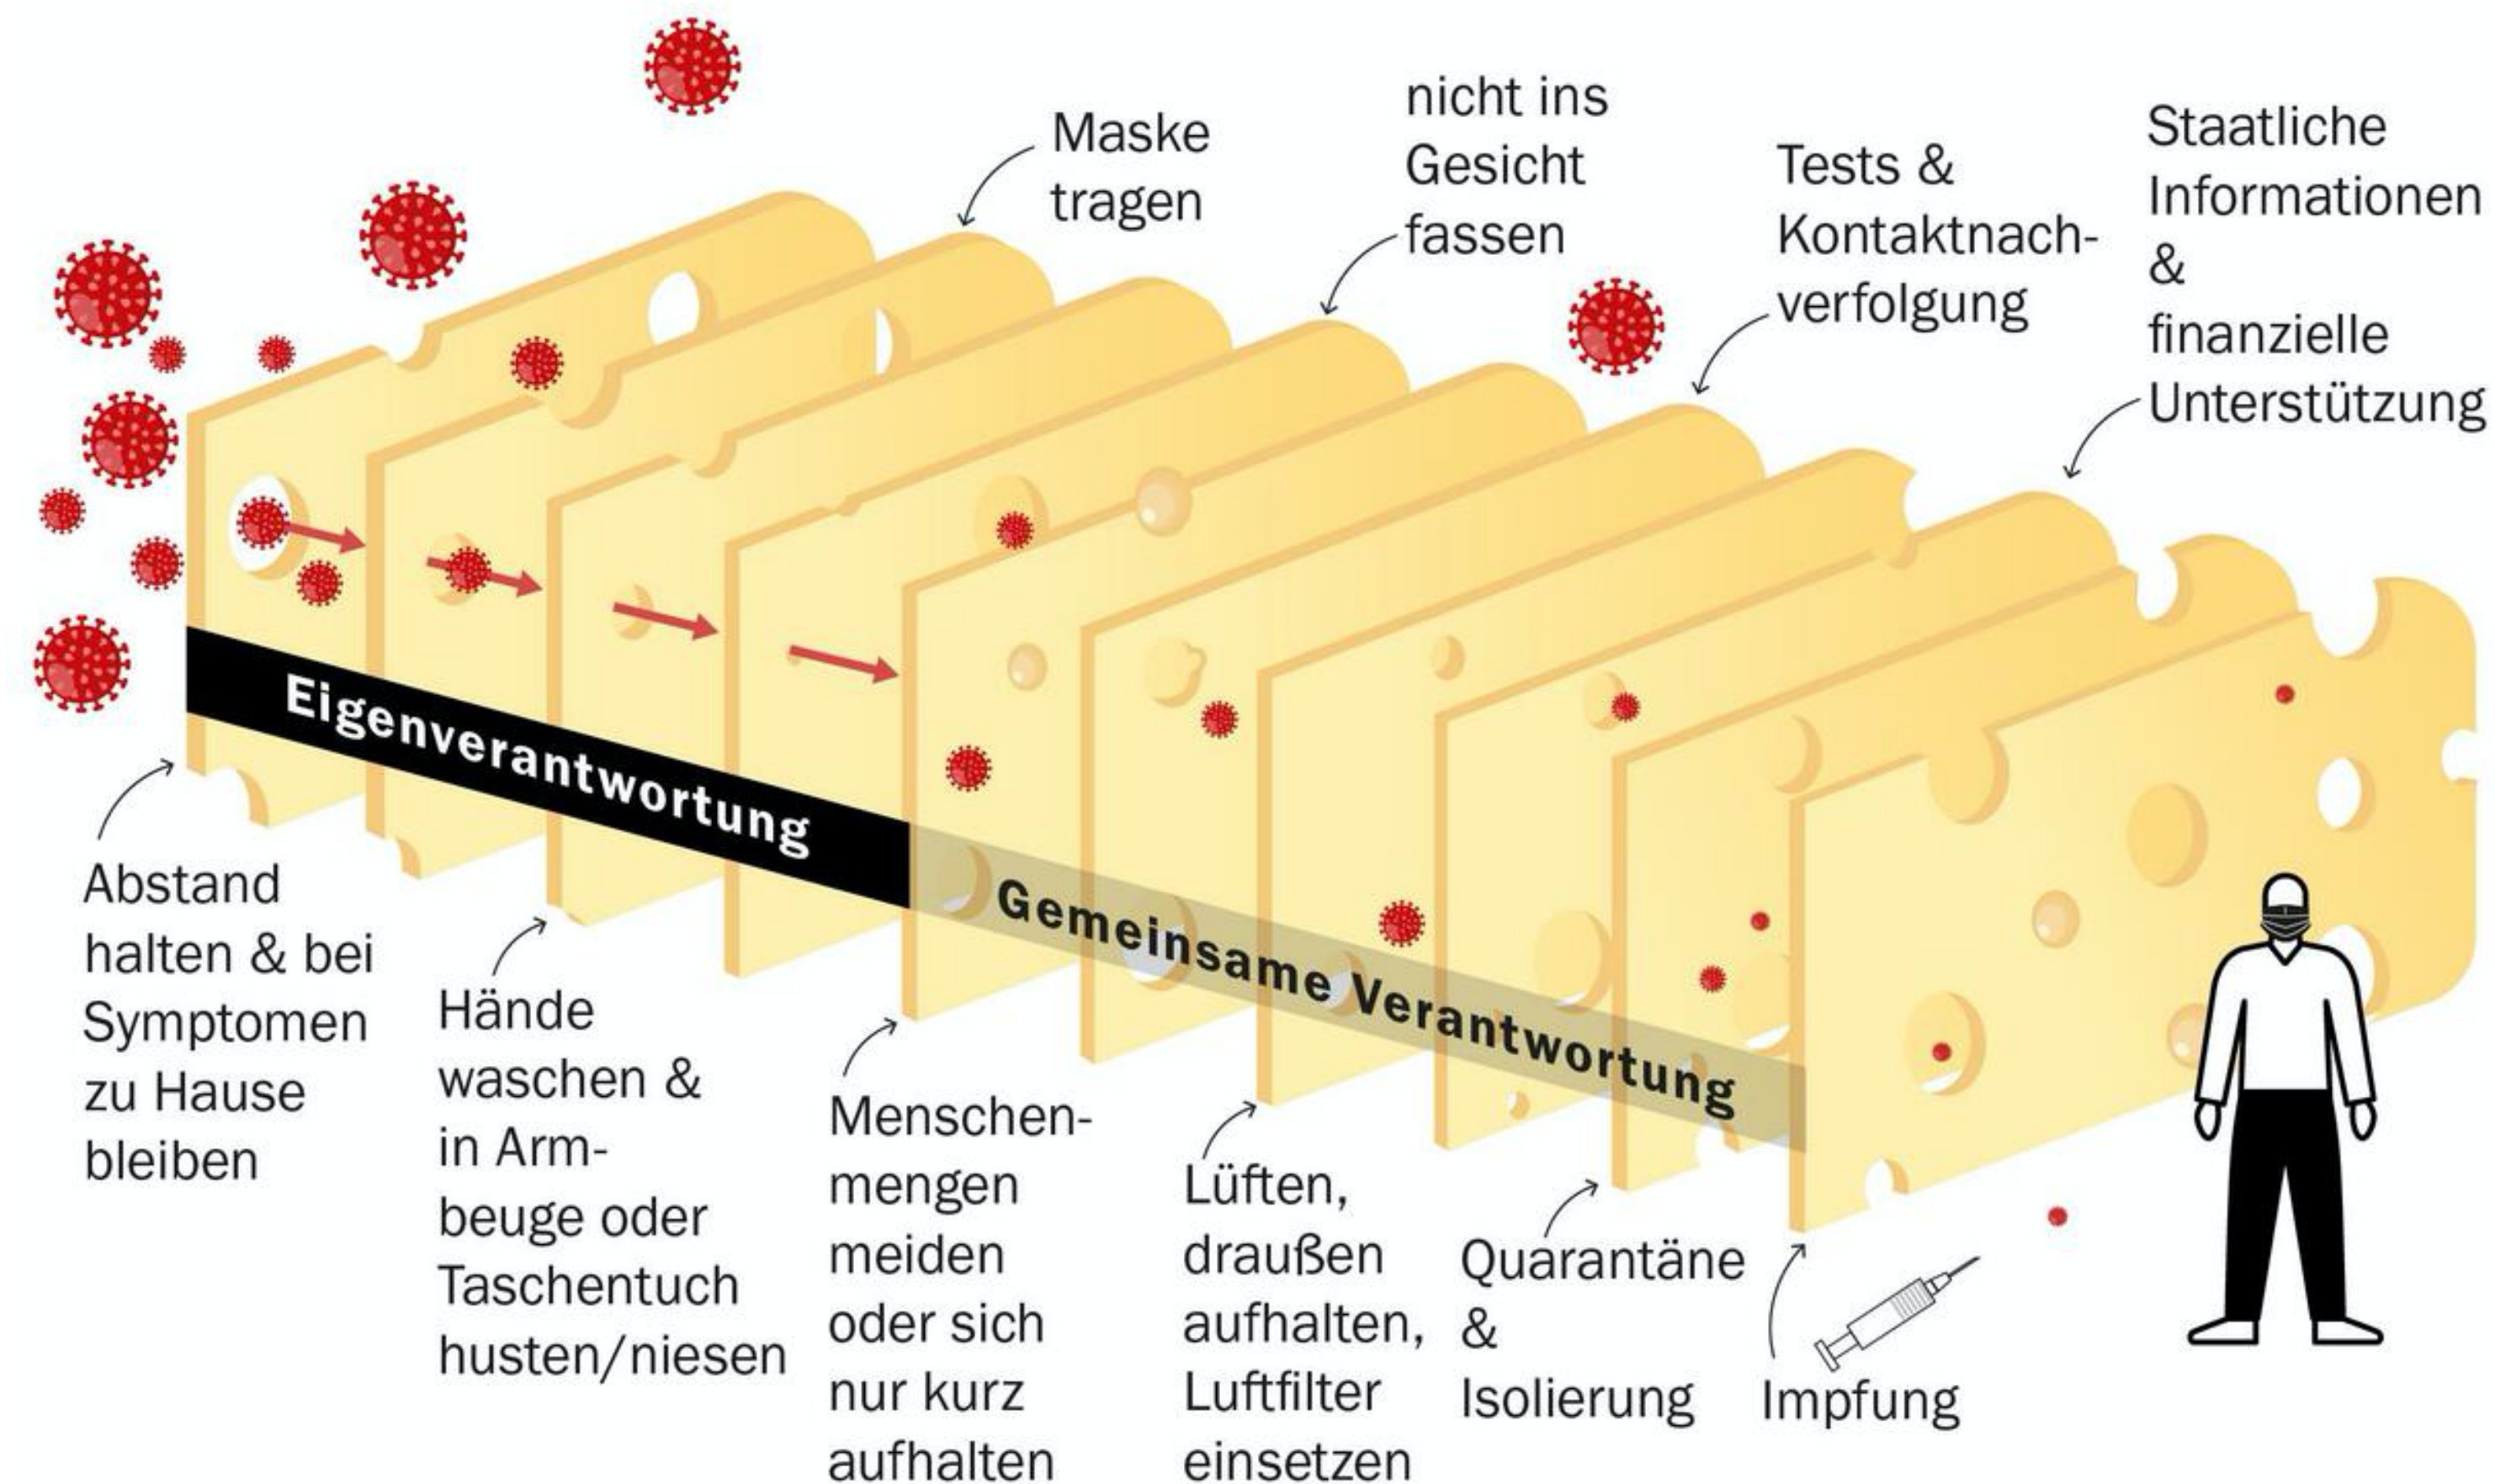 Maske
tragen
nicht ins
Gesicht
fassen
Tests &
Kontaktnach-
verfolgung
Staatliche
Informationen
&
finanzielle
Unterstützung
Eigenverantwortung
Gemeinsame Verantwortung
Abstand
halten & bei
Symptomen
zu Hause
bleiben
Hände
waschen &
in Arm-
beuge oder
Taschentuch
husten/niesen
Menschen-
mengen
meiden
oder sich
nur kurz
aufhalten
Lüften,
draußen
aufhalten,
Luftfilter
einsetzen
Quarantäne
&
Isolierung
Impfung